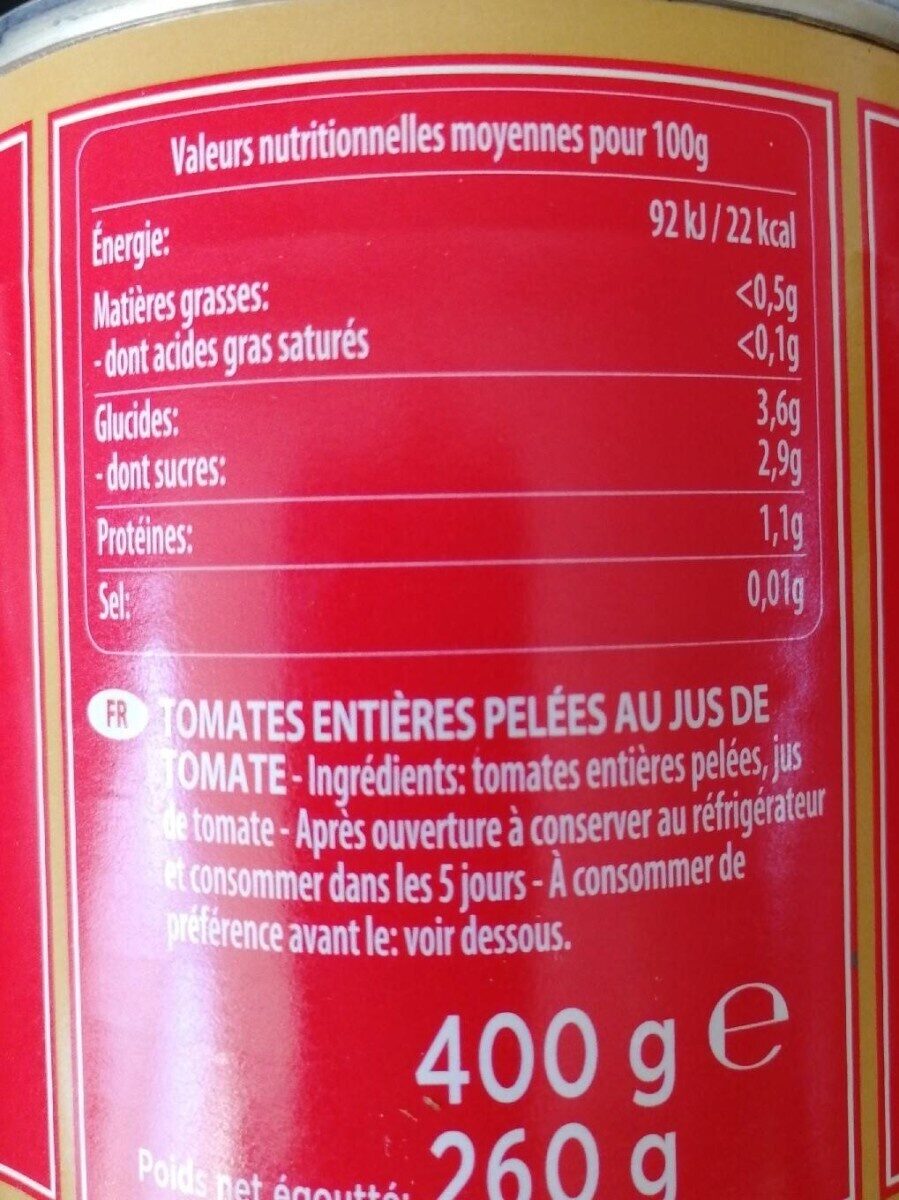 Valeurs nutritionnelles moyennes pour 100g
Énergie: 92 kJ / 22 kcal
Matières grasses: <0,5g
- dont acides gras saturés <0,1g
Glucides: 3,6g
- dont sucres: 2,9g
Protéines: 1,1g
Sel: 0,01g
FR TOMATES ENTIÈRES PELÉES AU JUS DE
TOMATE - Ingrédients: tomates entières pelées, jus
de tomate - Après ouverture à conserver au réfrigérateur
et consommer dans les 5 jours - À consommer de
préférence avant le: voir dessous.
400 g e
Poids net égoutté: 260 g